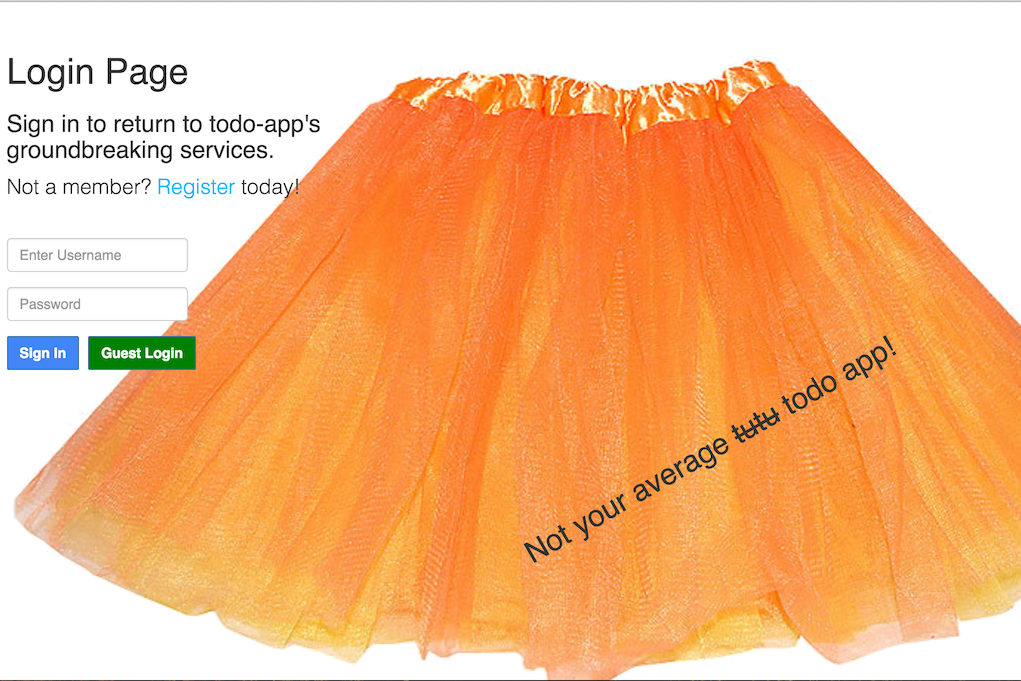 Login Page
Sign in to return to todo-app's
groundbreaking services.
Not a member? Register today!
Enter Username
Password
Sign In Guest Login
Not your average tutu todo app!